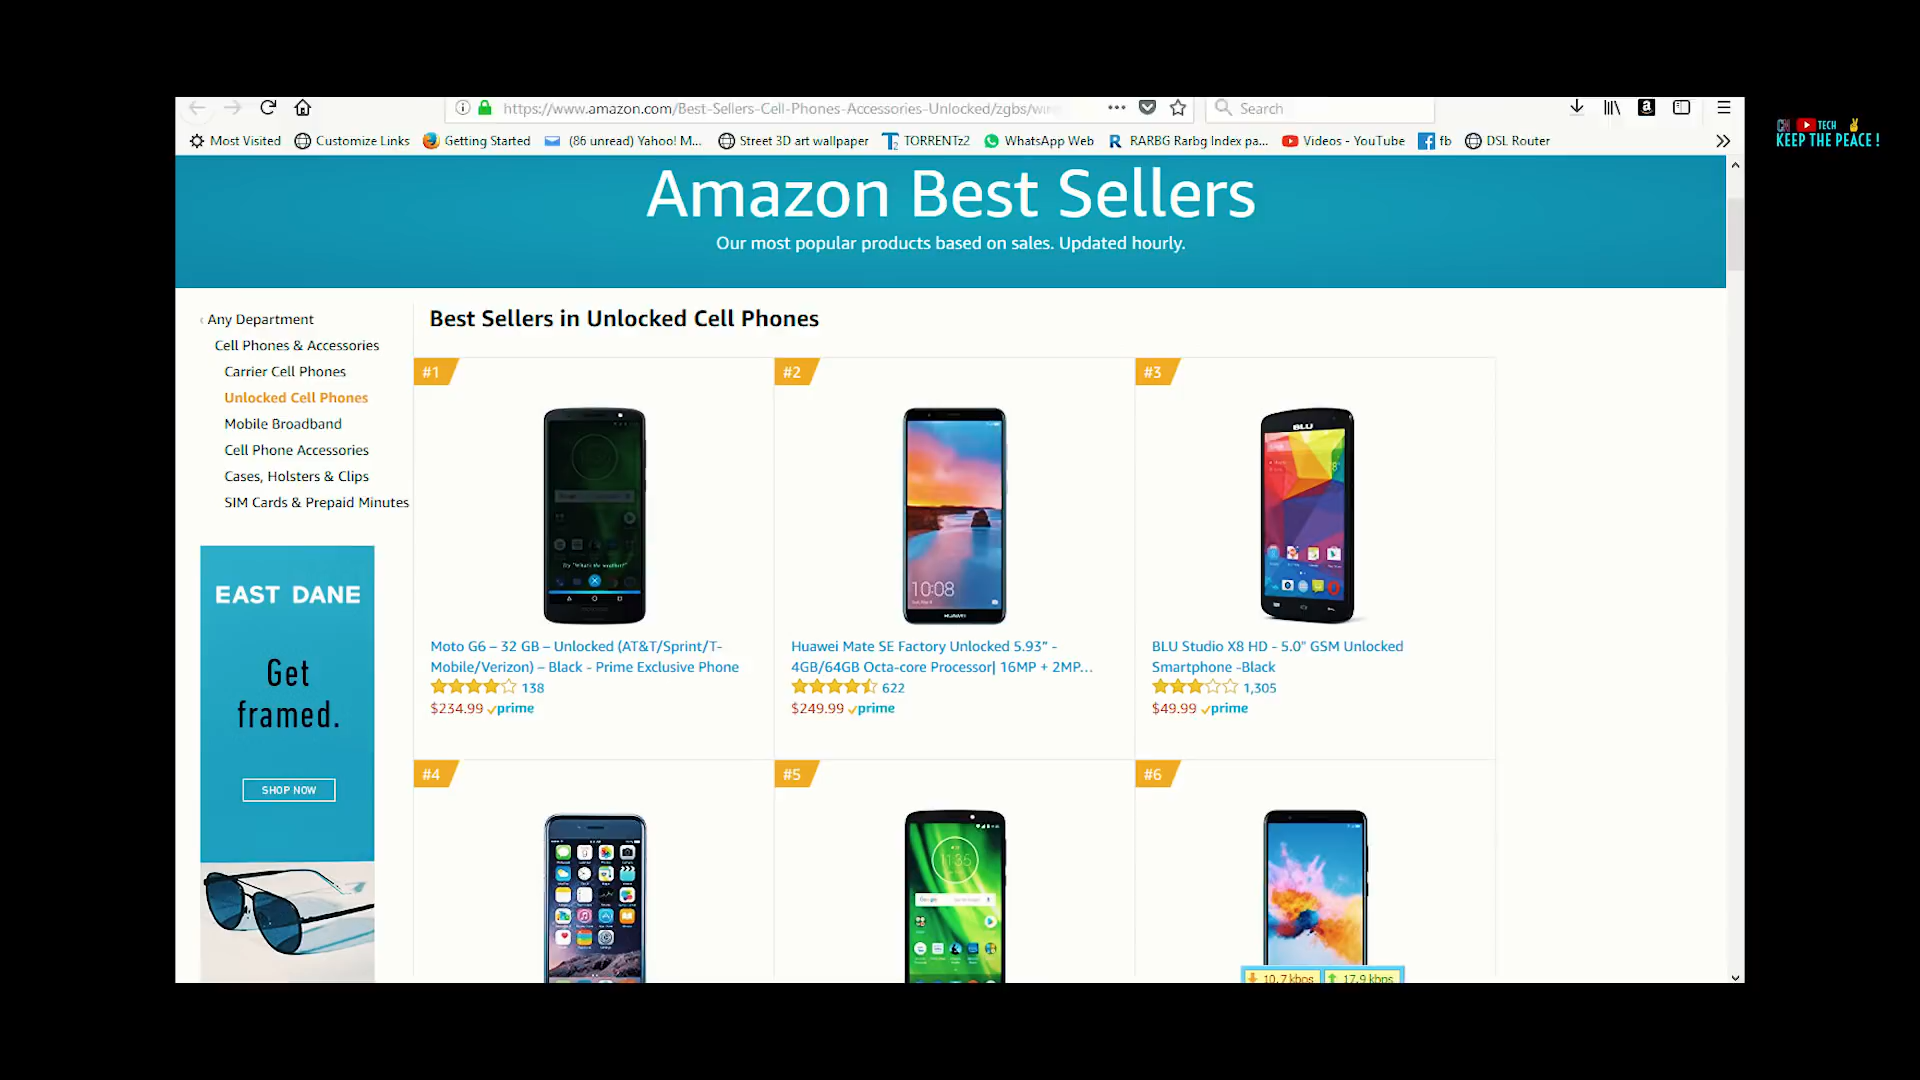 https://www.amazon.com/Best-Sellers-Cell-Phones-Accessories-Unlocked/zgbs/wire
Search
Most Visited
Customize Links
Getting Started
(86 unread) Yahoo! M...
Street 3D art wallpaper
TORRENTz2
WhatsApp Web
RARBG Rarbg Index pa...
Videos - YouTube
fb
DSL Router
TECH
KEEP THE PEACE !
Amazon Best Sellers
Our most popular products based on sales. Updated hourly.
‹ Any Department
Cell Phones & Accessories
Carrier Cell Phones
Unlocked Cell Phones
Mobile Broadband
Cell Phone Accessories
Cases, Holsters & Clips
SIM Cards & Prepaid Minutes
EAST DANE
Get
framed.
SHOP NOW
Best Sellers in Unlocked Cell Phones
#1
Moto G6 – 32 GB – Unlocked (AT&T/Sprint/T-
Mobile/Verizon) – Black - Prime Exclusive Phone
138
$234.99 prime
#2
10:08
HUAWEI
Huawei Mate SE Factory Unlocked 5.93” -
4GB/64GB Octa-core Processor| 16MP + 2MP...
622
$249.99 prime
#3
BLU
BLU Studio X8 HD - 5.0" GSM Unlocked
Smartphone -Black
1,305
$49.99 prime
#4
#5
11:35
#6
10.7 kbps
17.9 kbps